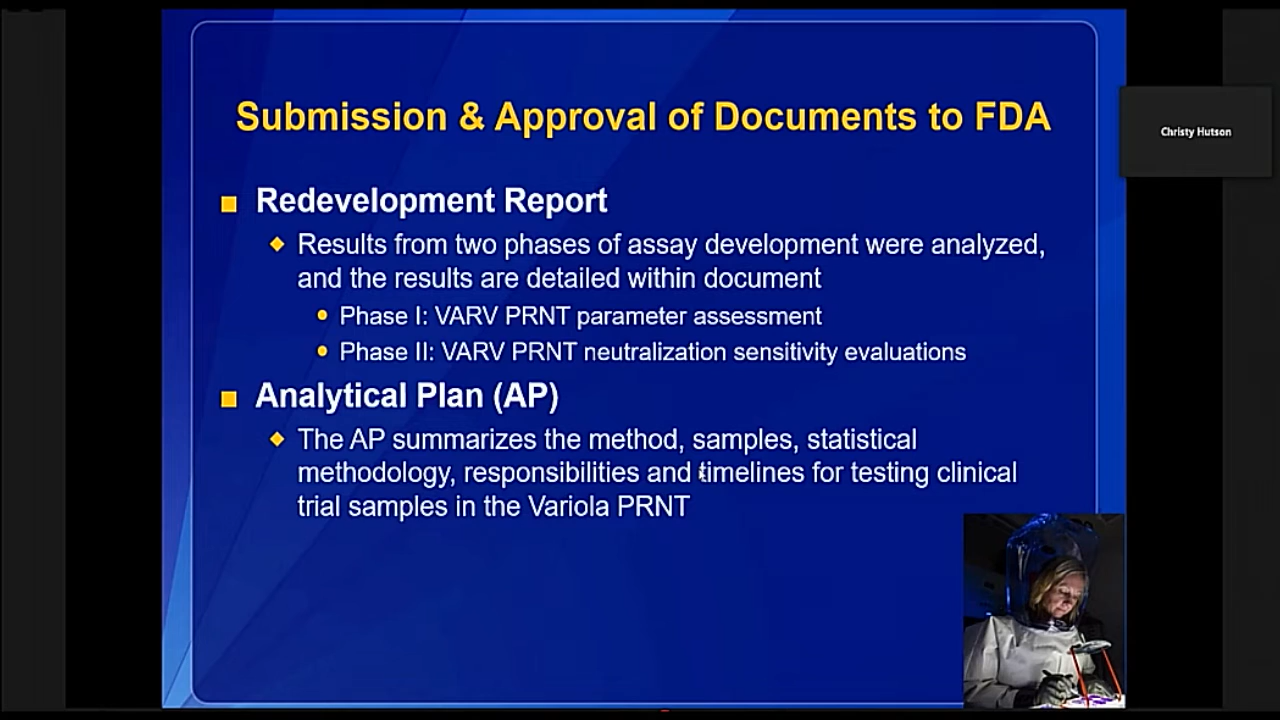 Submission & Approval of Documents to FDA
Christy Hutson
Redevelopment Report
Results from two phases of assay development were analyzed,
and the results are detailed within document
Phase I: VARV PRNT parameter assessment
Phase II: VARV PRNT neutralization sensitivity evaluations
Analytical Plan (AP)
The AP summarizes the method, samples, statistical
methodology, responsibilities and timelines for testing clinical
trial samples in the Variola PRNT